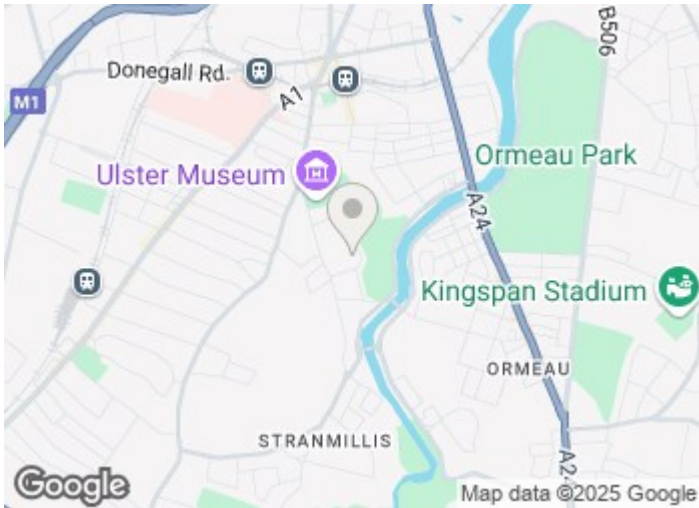 B506
Donegall Rd.
M1
A1
Ulster Museum
Ormeau Park
A24
Kingspan Stadium
ORMEAU
STRANMILLIS
Google
Map data ©2025 Google